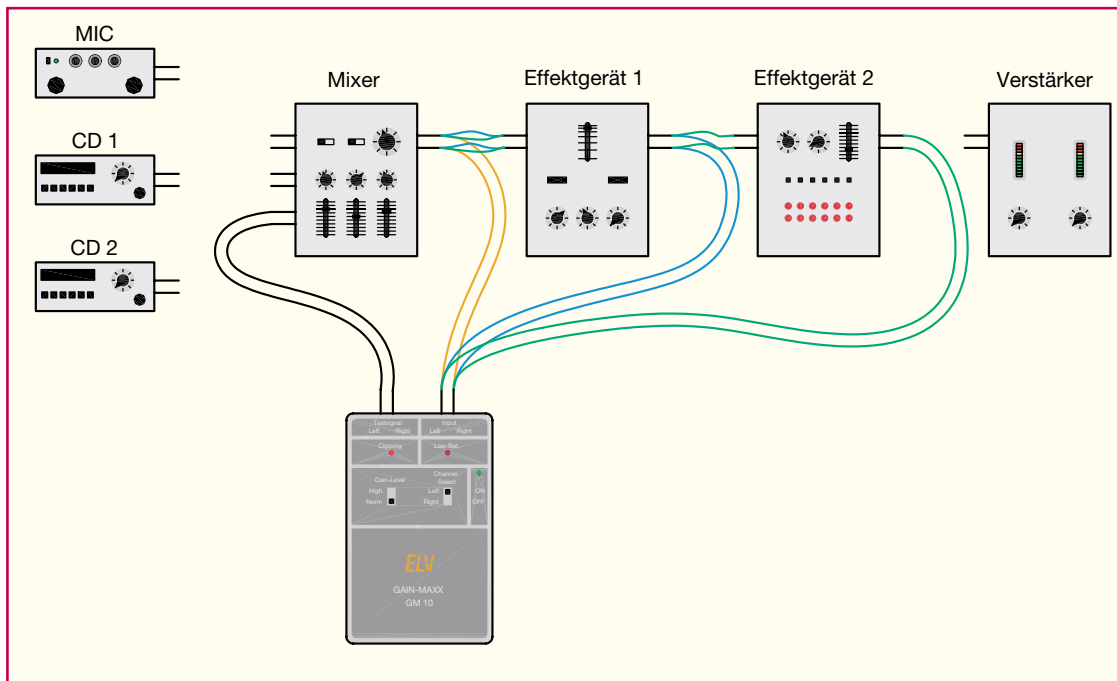 MIC
CD 1
CD 2
Mixer
Effektgerät 1
Effektgerät 2
Verstärker
Testsignal
Left Right
Input
Left Right
Clipping
Low-Bat.
Gain-Level
High
Norm
Channel
Select
Left
Right
ON
OFF
ELV
GAIN-MAXX
GM 10